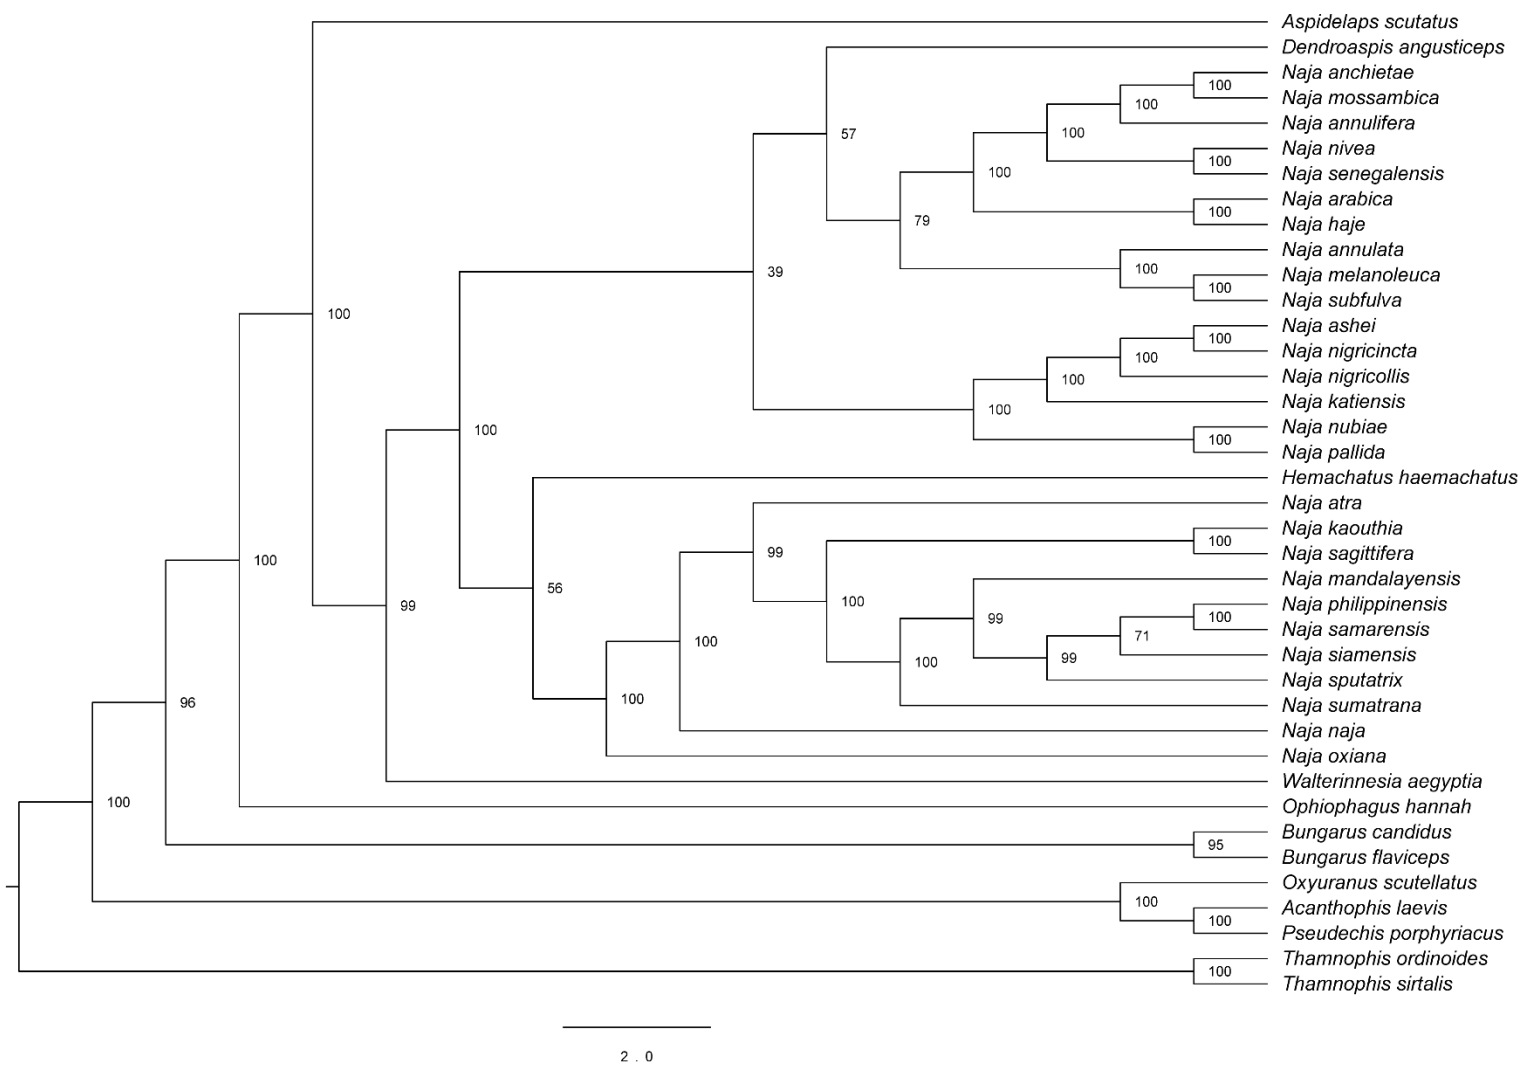 Aspidelaps scutatus
Dendroaspis angusticeps
Naja anchietae
100
Naja mossambica
100
Naja annulifera
57
100
Naja nivea
100
Naja senegalensis
100
Naja arabica
100
Naja haje
79
Naja annulata
100
39
Naja melanoleuca
100
Naja subfulva
100
Naja ashei
100
Naja nigricincta
100
Naja nigricollis
100
Naja katiensis
100
Naja nubiae
100
100
Naja pallida
Hemachatus haemachatus
Naja atra
Naja kaouthia
100
99
Naja sagittifera
100
Naja mandalayensis
56
100
Naja philippinensis
99
99
100
Naja samarensis
71
100
Naja siamensis
99
100
Naja sputatrix
100
96
Naja sumatrana
Naja naja
Naja oxiana
Walterinnesia aegyptia
100
Ophiophagus hannah
Bungarus candidus
95
Bungarus flaviceps
Oxyuranus scutellatus
100
Acanthophis laevis
100
Pseudechis porphyriacus
Thamnophis ordinoides
100
Thamnophis sirtalis
2.0